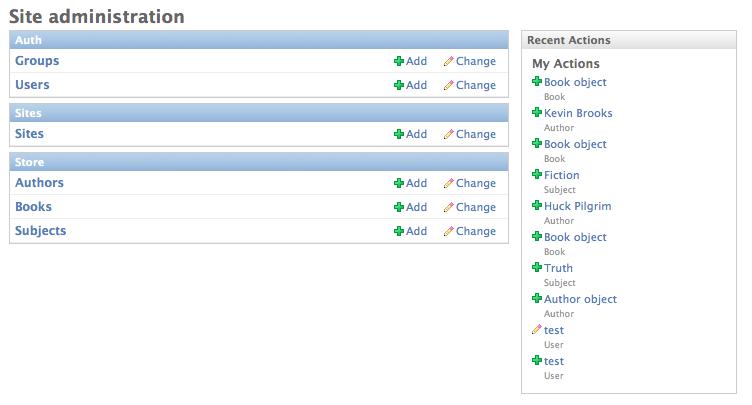 Site administration
Auth
Groups Add Change
Users Add Change
Sites
Sites Add Change
Store
Authors Add Change
Books Add Change
Subjects Add Change
Recent Actions
My Actions
Book object
Book
Kevin Brooks
Author
Book object
Book
Fiction
Subject
Huck Pilgrim
Author
Book object
Book
Truth
Subject
Author object
Author
test
User
test
User